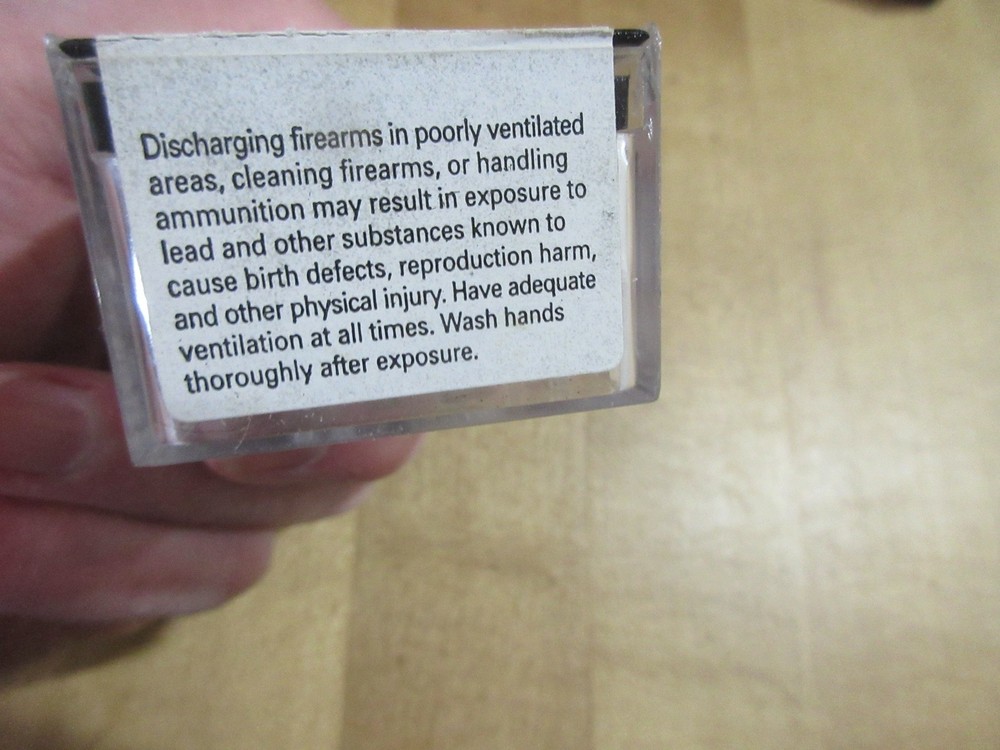 Discharging firearms in poorly ventilated
areas, cleaning firearms, or handling
ammunition may result in exposure to
lead and other substances known to
cause birth defects, reproduction harm,
and other physical injury. Have adequate
ventilation at all times. Wash hands
thoroughly after exposure.